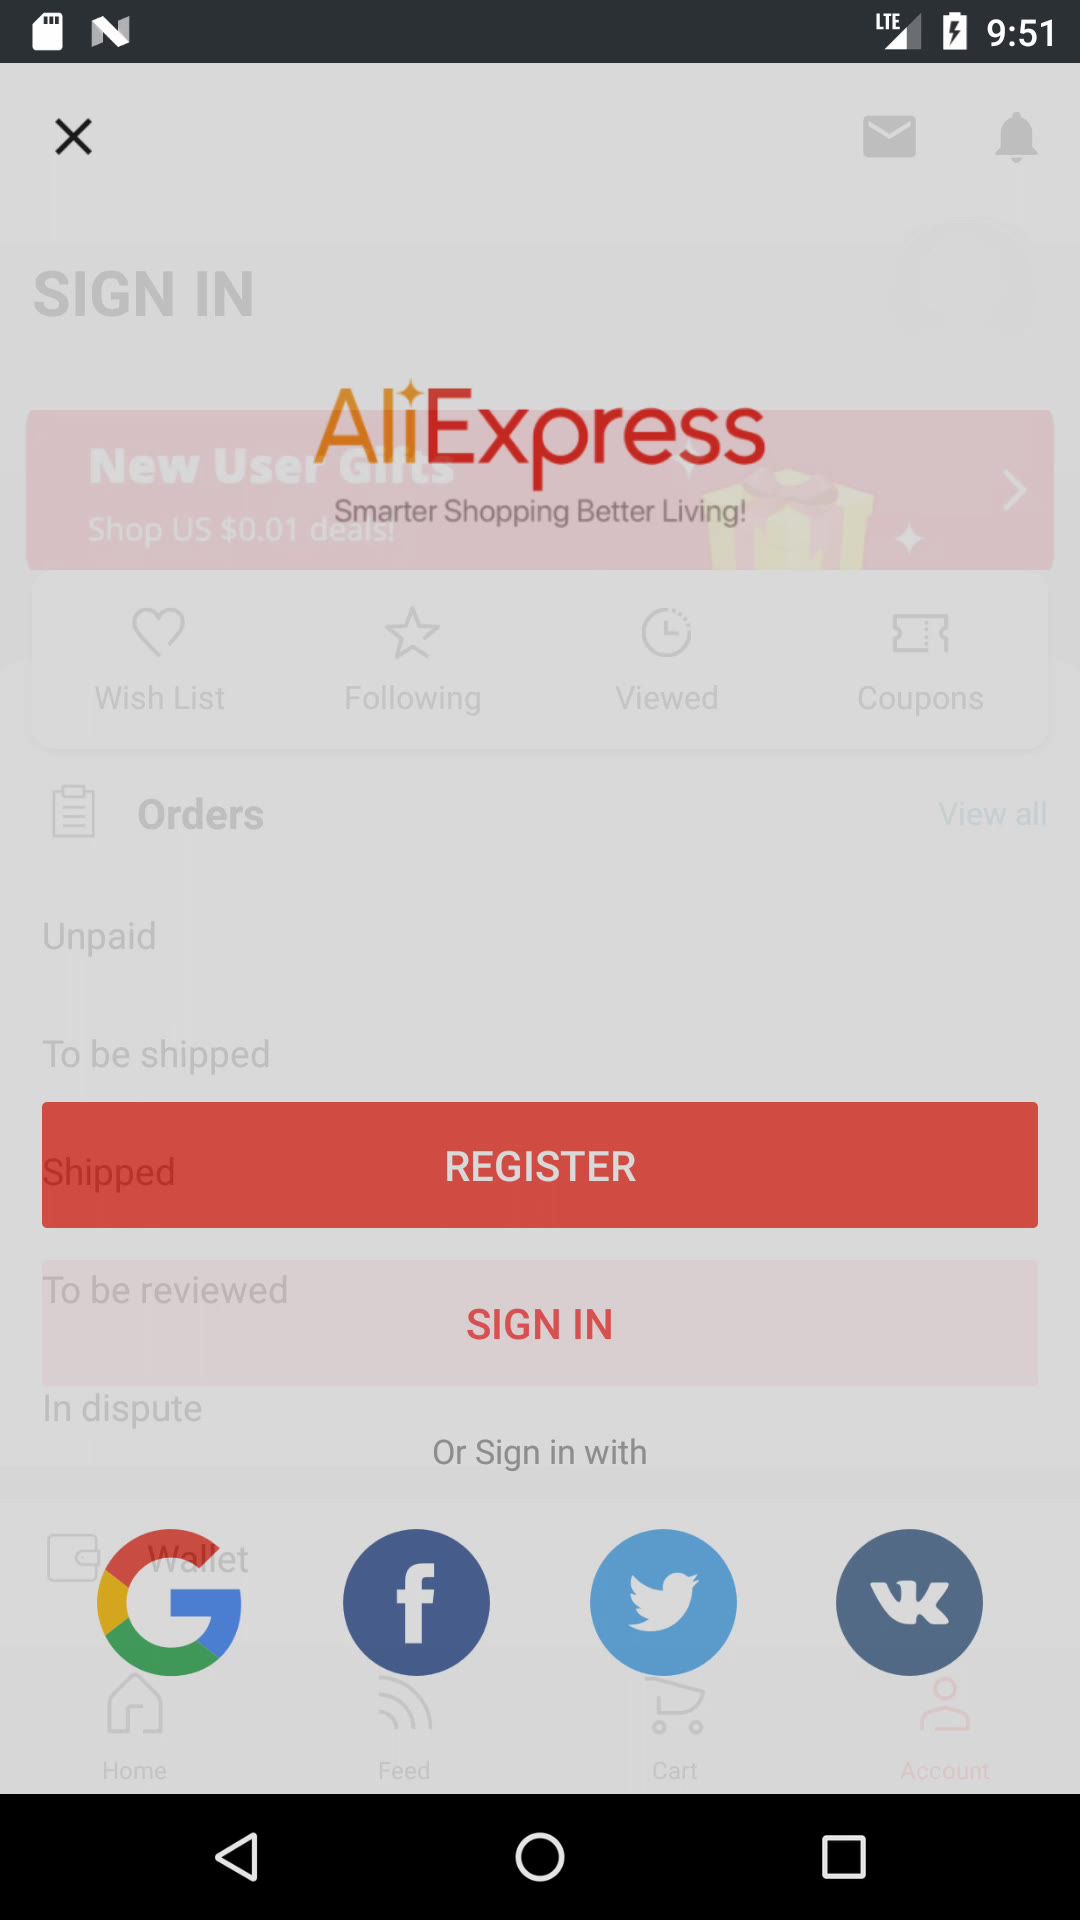 LTE 9:51
SIGN IN
AliExpress
New User Gifts
Smarter Shopping Better Living!
Shop US $0.01 deals!
Wish List Following Viewed Coupons
Orders View all
Unpaid
To be shipped
REGISTER
Shipped
To be reviewed
SIGN IN
In dispute
Or Sign in with
Wallet
Home Feed Cart Account